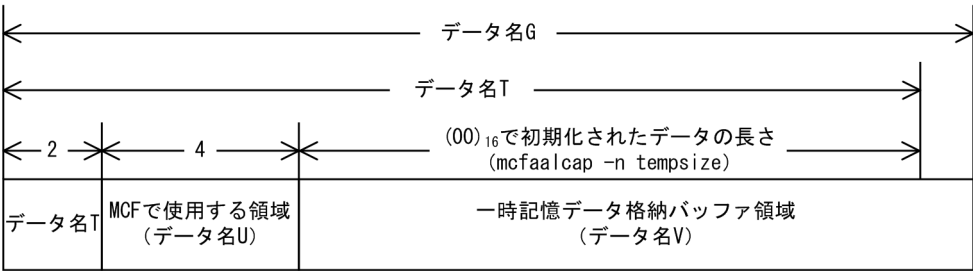 データ名G
データ名T
(00)₁₆で初期化されたデータの長さ
2
4
(mcfaalcap -n tempsize)
データ名T
MCFで使用する領域
(データ名U)
一時記憶データ格納バッファ領域
(データ名V)